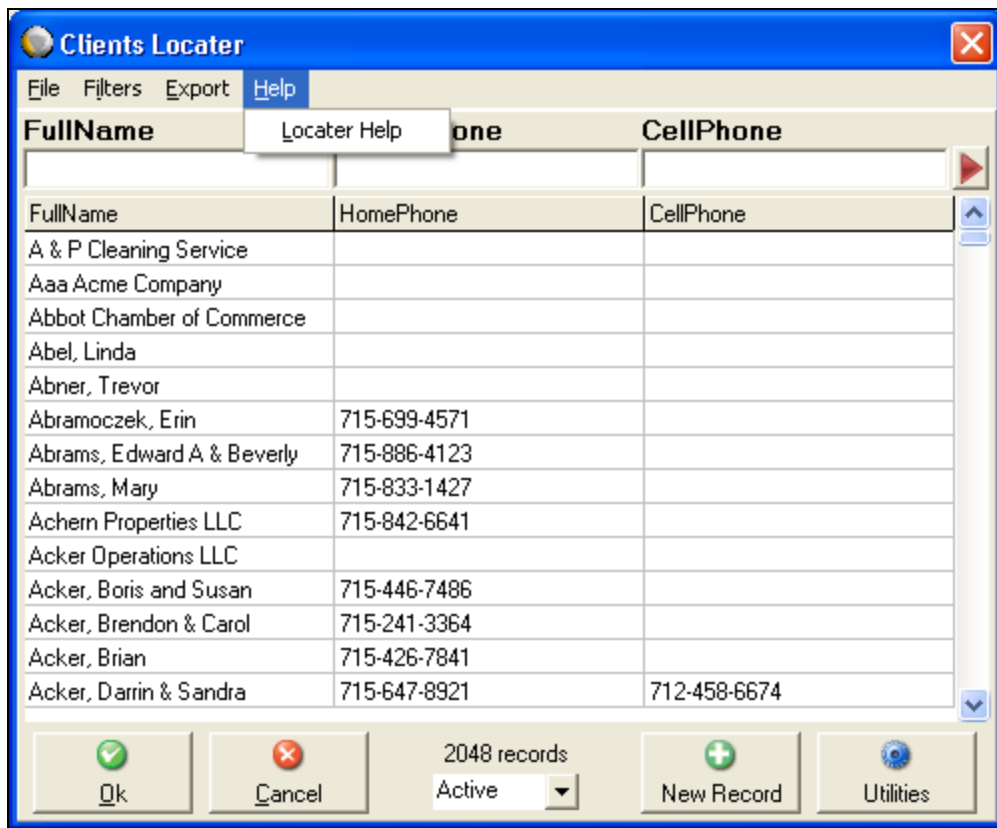 Clients Locater
File Filters Export Help
Locater Help
FullName one CellPhone
FullName HomePhone CellPhone
A & P Cleaning Service
Aaa Acme Company
Abbot Chamber of Commerce
Abel, Linda
Abner, Trevor
Abramoczek, Erin 715-699-4571
Abrams, Edward A & Beverly 715-886-4123
Abrams, Mary 715-833-1427
Achern Properties LLC 715-842-6641
Acker Operations LLC
Acker, Boris and Susan 715-446-7486
Acker, Brendon & Carol 715-241-3364
Acker, Brian 715-426-7841
Acker, Darrin & Sandra 715-647-8921 712-458-6674
2048 records
Ok Cancel Active New Record Utilities